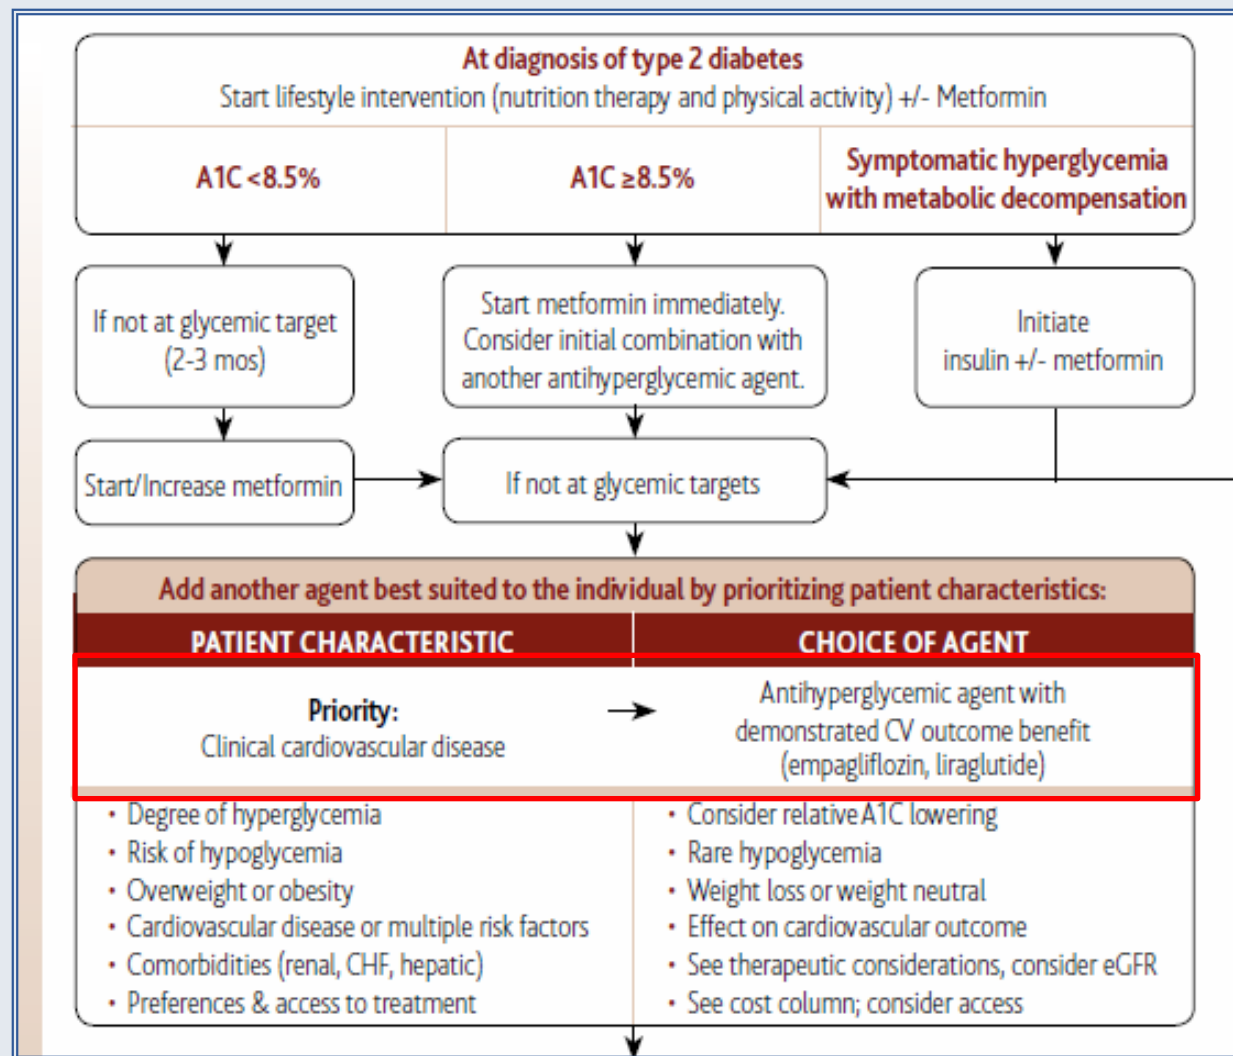 At diagnosis of type 2 diabetes
Start lifestyle intervention (nutrition therapy and physical activity) +/- Metformin
A1C <8.5%
A1C ≥8.5%
Symptomatic hyperglycemia
with metabolic decompensation
If not at glycemic target
(2-3 mos)
Start metformin immediately.
Consider initial combination with
another antihyperglycemic agent.
Initiate
insulin +/- metformin
Start/Increase metformin
If not at glycemic targets
Add another agent best suited to the individual by prioritizing patient characteristics:
PATIENT CHARACTERISTIC
CHOICE OF AGENT
Priority:
Clinical cardiovascular disease
Antihyperglycemic agent with
demonstrated CV outcome benefit
(empagliflozin, liraglutide)
• Degree of hyperglycemia
• Risk of hypoglycemia
• Overweight or obesity
• Cardiovascular disease or multiple risk factors
• Comorbidities (renal, CHF, hepatic)
• Preferences & access to treatment
• Consider relative A1C lowering
• Rare hypoglycemia
• Weight loss or weight neutral
• Effect on cardiovascular outcome
• See therapeutic considerations, consider eGFR
• See cost column; consider access